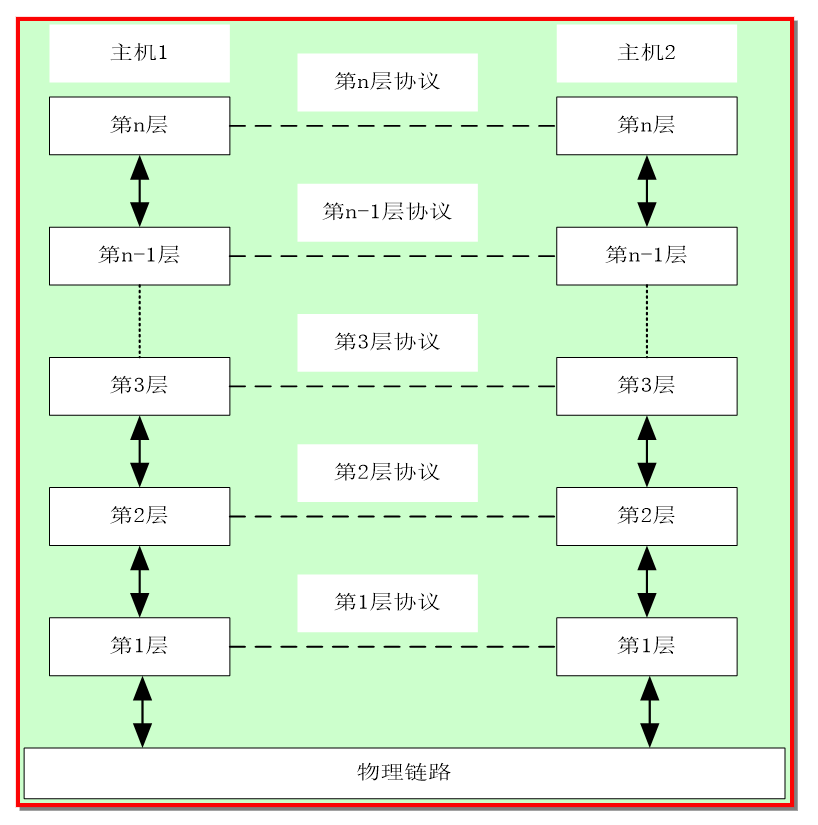 主机1
主机2
第n层协议
第n层
第n层
第n-1层协议
第n-1层
第n-1层
第3层协议
第3层
第3层
第2层协议
第2层
第2层
第1层协议
第1层
第1层
物理链路